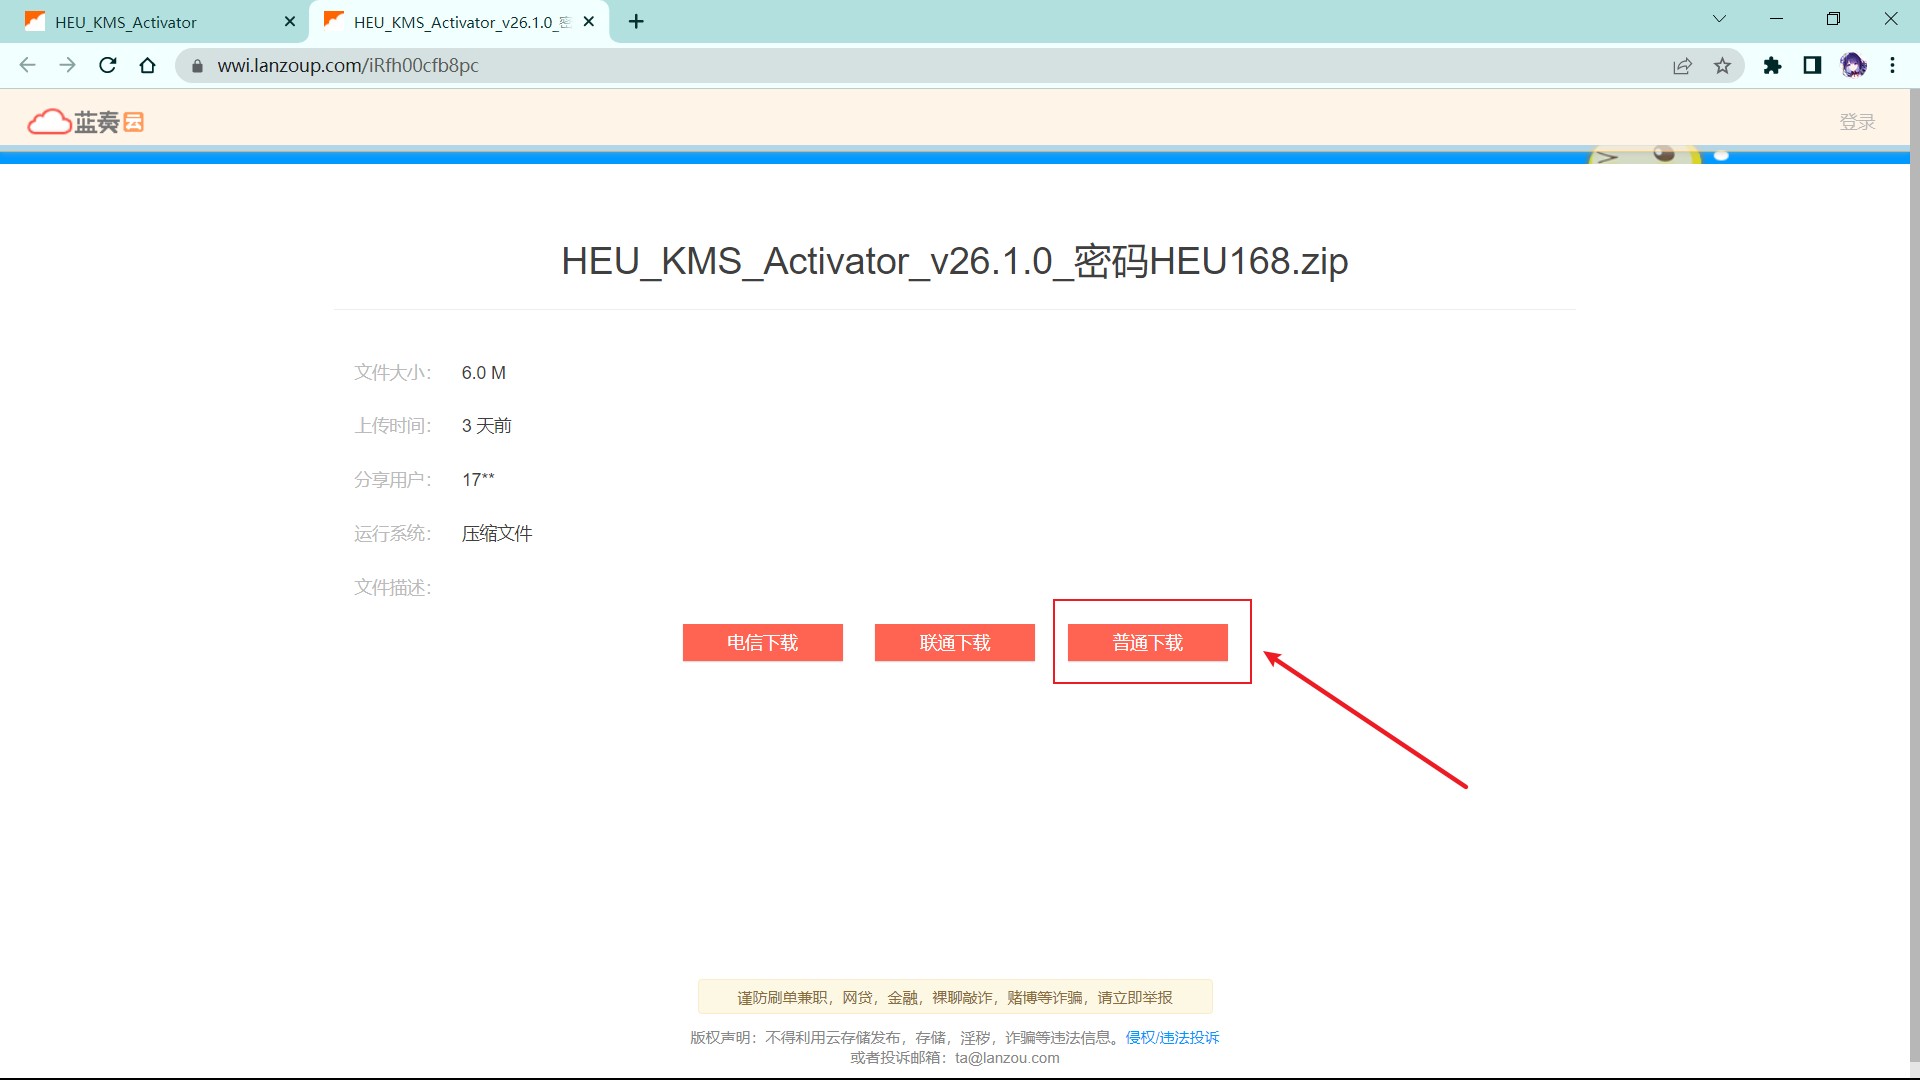 HEU_KMS_Activator
HEU_KMS_Activator_v26.1.0_密
wwi.lanzoup.com/iRfh00cfb8pc
蓝奏云
登录
HEU_KMS_Activator_v26.1.0_密码HEU168.zip
文件大小： 6.0 M
上传时间： 3 天前
分享用户： 17**
运行系统： 压缩文件
文件描述：
电信下载 联通下载 普通下载
谨防刷单兼职，网贷，金融，裸聊敲诈，赌博等诈骗，请立即举报
版权声明：不得利用云存储发布，存储，淫秽，诈骗等违法信息。侵权/违法投诉
或者投诉邮箱：ta@lanzou.com